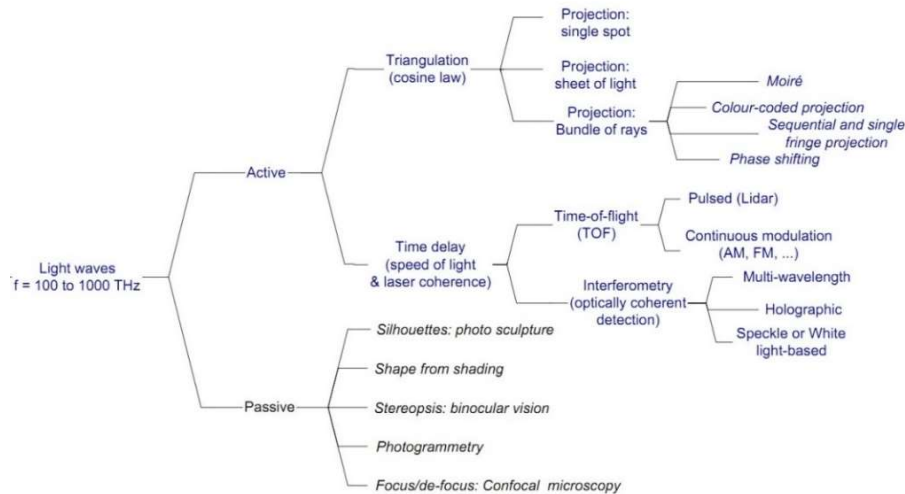 Light waves
f = 100 to 1000 THz
Active
Triangulation
(cosine law)
Projection:
single spot
Projection:
sheet of light
Projection:
Bundle of rays
Moiré
Colour-coded projection
Sequential and single
fringe projection
Phase shifting
Time delay
(speed of light
& laser coherence)
Time-of-flight
(TOF)
Pulsed (Lidar)
Continuous modulation
(AM, FM, ...)
Interferometry
(optically coherent
detection)
Multi-wavelength
Holographic
Speckle or White
light-based
Passive
Silhouettes: photo sculpture
Shape from shading
Stereopsis: binocular vision
Photogrammetry
Focus/de-focus: Confocal microscopy